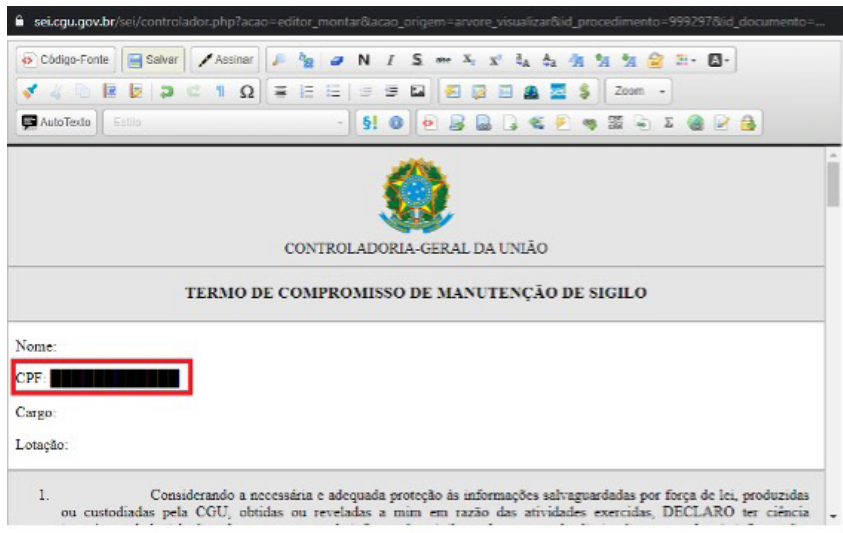 sei.cgu.gov.br/sei/controlador.php?acao=editor_montar&acao_origem=arvore_visualizar&id_procedimento=999297&id_documento=...
Código-Fonte Salvar Assinar N I S abc X₂ X² A- 
AutoTexto Estilo Zoom
CONTROLADORIA-GERAL DA UNIÃO
TERMO DE COMPROMISSO DE MANUTENÇÃO DE SIGILO
Nome:
CPF:
Cargo:
Lotação:
1. Considerando a necessária e adequada proteção às informações salvaguardadas por força de lei, produzidas
ou custodiadas pela CGU, obtidas ou reveladas a mim em razão das atividades exercidas, DECLARO ter ciência